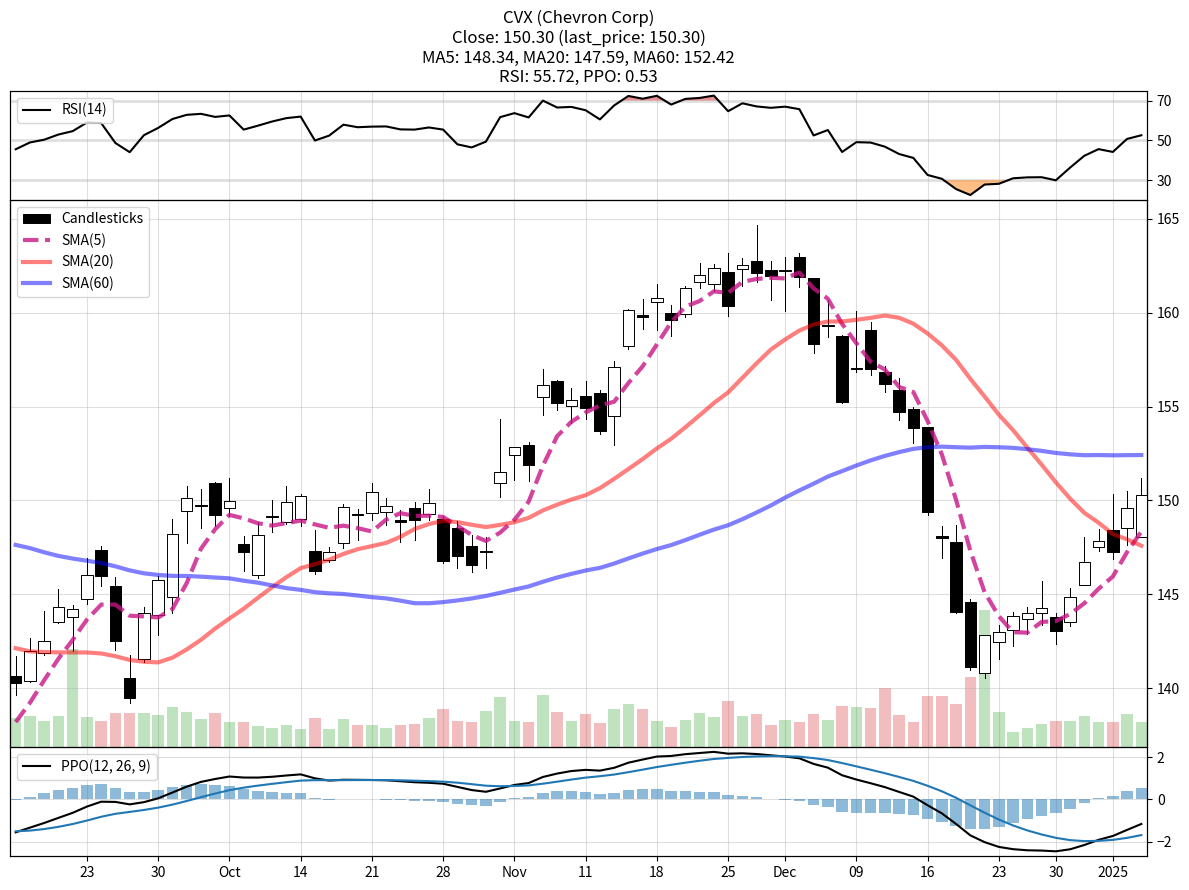 CVX (Chevron Corp)
Close: 150.30 (last_price: 150.30)
MA5: 148.34, MA20: 147.59, MA60: 152.42
RSI: 55.72, PPO: 0.53
RSI(14)
70
50
30
Candlesticks
SMA(5)
SMA(20)
SMA(60)
165
160
155
150
145
140
PPO(12, 26, 9)
2
0
−2
23
30
Oct
14
21
28
Nov
11
18
25
Dec
09
16
23
30
2025